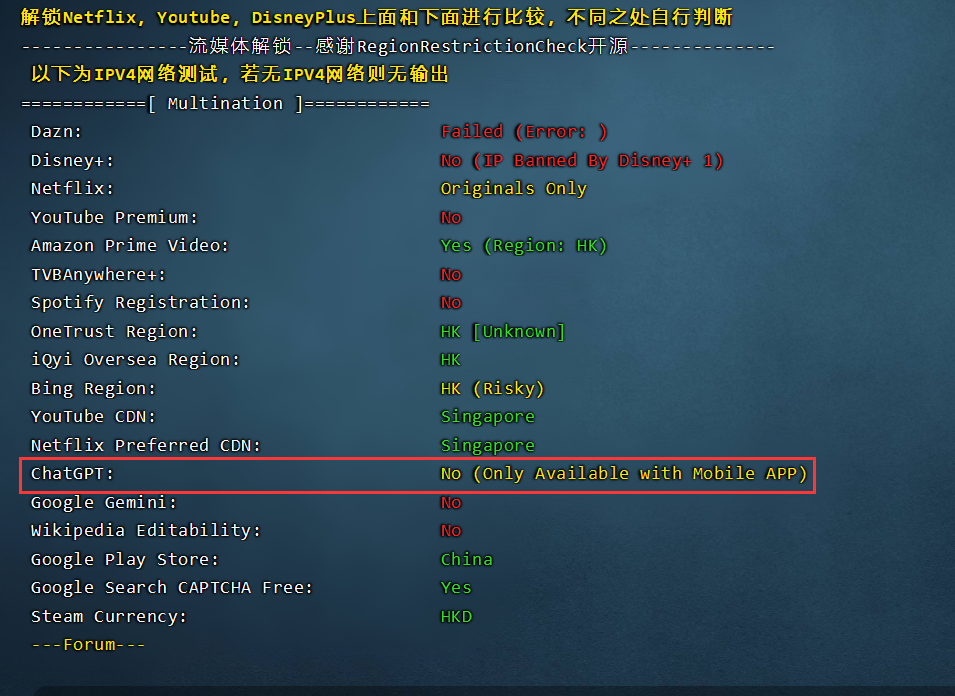 解锁Netflix, Youtube, DisneyPlus上面和下面进行比较, 不同之处自行判断
----------------流媒体解锁--感谢RegionRestrictionCheck开源--------------
以下为IPV4网络测试, 若无IPV4网络则无输出
============[ Multination ]============
Dazn: Failed (Error: )
Disney+: No (IP Banned By Disney+ 1)
Netflix: Originals Only
YouTube Premium: No
Amazon Prime Video: Yes (Region: HK)
TVBAnywhere+: No
Spotify Registration: No
OneTrust Region: HK [Unknown]
iQyi Oversea Region: HK
Bing Region: HK (Risky)
YouTube CDN: Singapore
Netflix Preferred CDN: Singapore
ChatGPT: No (Only Available with Mobile APP)
Google Gemini: No
Wikipedia Editability: No
Google Play Store: China
Google Search CAPTCHA Free: Yes
Steam Currency: HKD
---Forum---